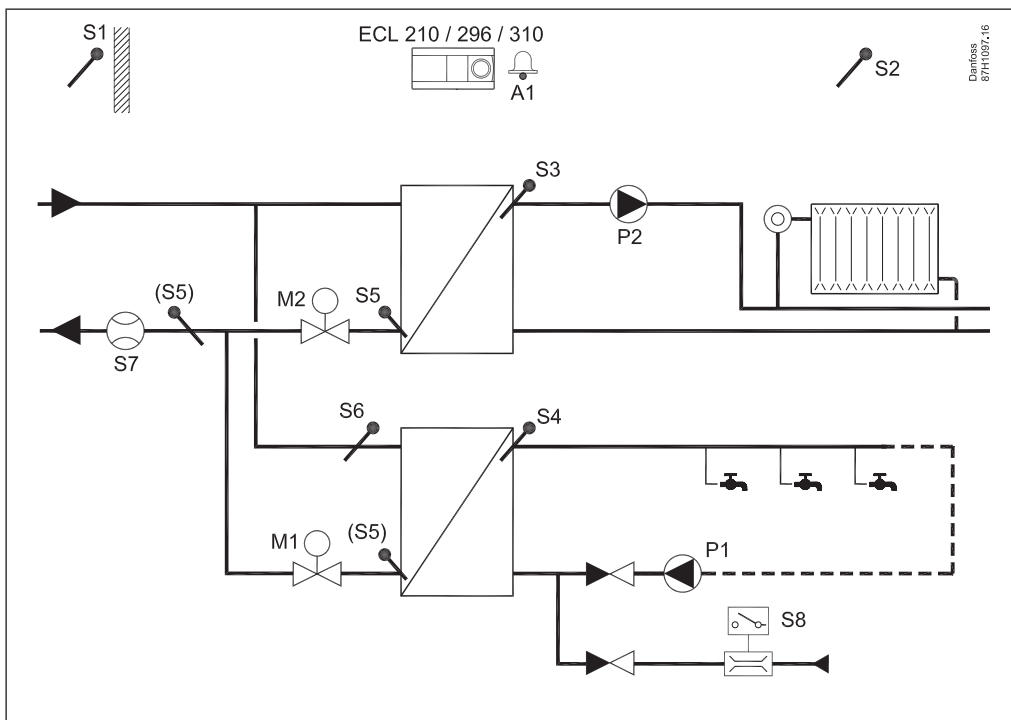 S1
ECL 210 / 296 / 310
A1
S2
Danfoss
87H1097.16
S3
P2
(S5)
M2
S5
S7
S6
S4
M1
(S5)
P1
S8